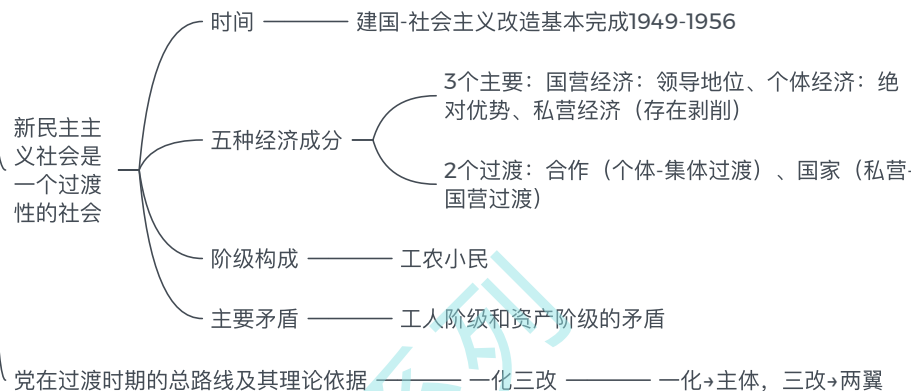 时间
建国-社会主义改造基本完成1949-1956
3个主要：国营经济：领导地位、个体经济：绝
对优势、私营经济（存在剥削）
新民主主
义社会是
一个过渡
性的社会
五种经济成分
2个过渡：合作（个体-集体过渡）、国家（私营-
国营过渡）
阶级构成
工农小民
主要矛盾
工人阶级和资产阶级的矛盾
系列
党在过渡时期的总路线及其理论依据
一化三改
一化→主体，三改→两翼